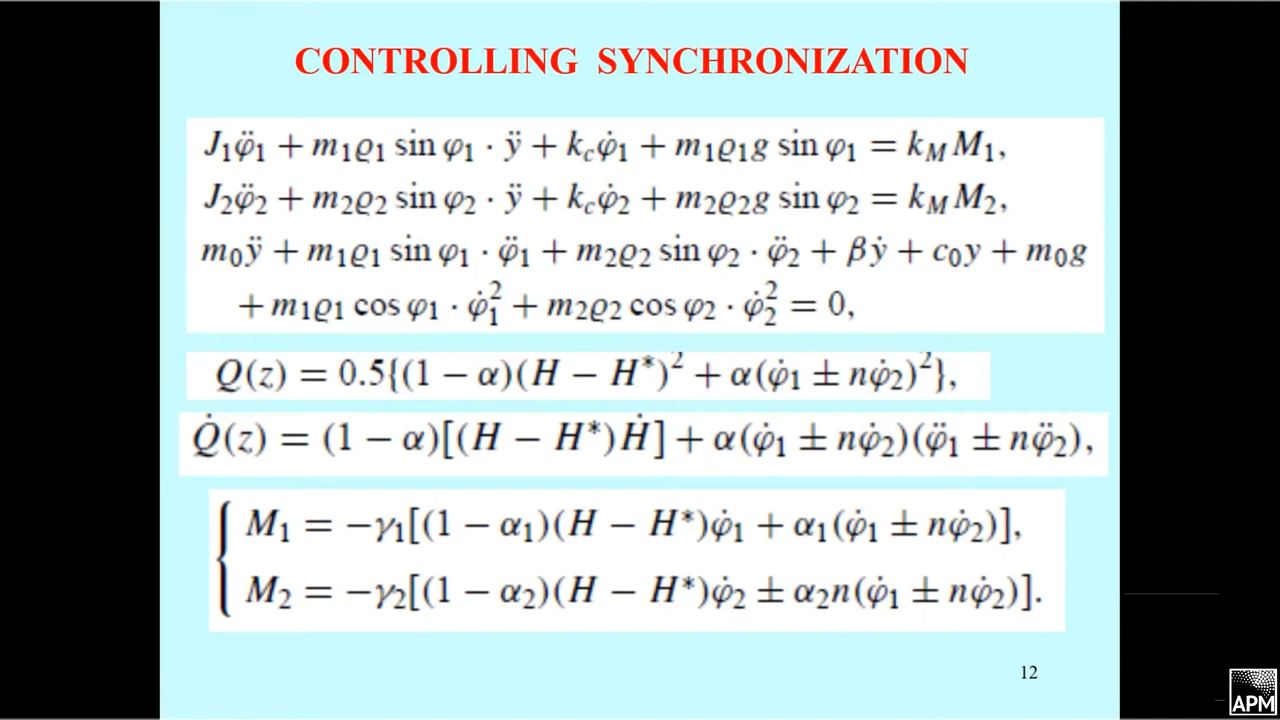 CONTROLLING SYNCHRONIZATION
J₁φ̈₁ + m₁ϱ₁ sin φ₁ · ÿ + k_cφ̇₁ + m₁ϱ₁g sin φ₁ = k_M M₁,
J₂φ̈₂ + m₂ϱ₂ sin φ₂ · ÿ + k_cφ̇₂ + m₂ϱ₂g sin φ₂ = k_M M₂,
m₀ÿ + m₁ϱ₁ sin φ₁ · φ̈₁ + m₂ϱ₂ sin φ₂ · φ̈₂ + βẏ + c₀y + m₀g
+ m₁ϱ₁ cos φ₁ · φ̇₁² + m₂ϱ₂ cos φ₂ · φ̇₂² = 0,
Q(z) = 0.5{(1 − α)(H − H*)² + α(φ̇₁ ± nφ̇₂)²},
Q̇(z) = (1 − α)[(H − H*)Ḣ] + α(φ̇₁ ± nφ̇₂)(φ̈₁ ± nφ̈₂),
M₁ = −γ₁[(1 − α₁)(H − H*)φ̇₁ + α₁(φ̇₁ ± nφ̇₂)],
M₂ = −γ₂[(1 − α₂)(H − H*)φ̇₂ ± α₂n(φ̇₁ ± nφ̇₂)].
12
APM